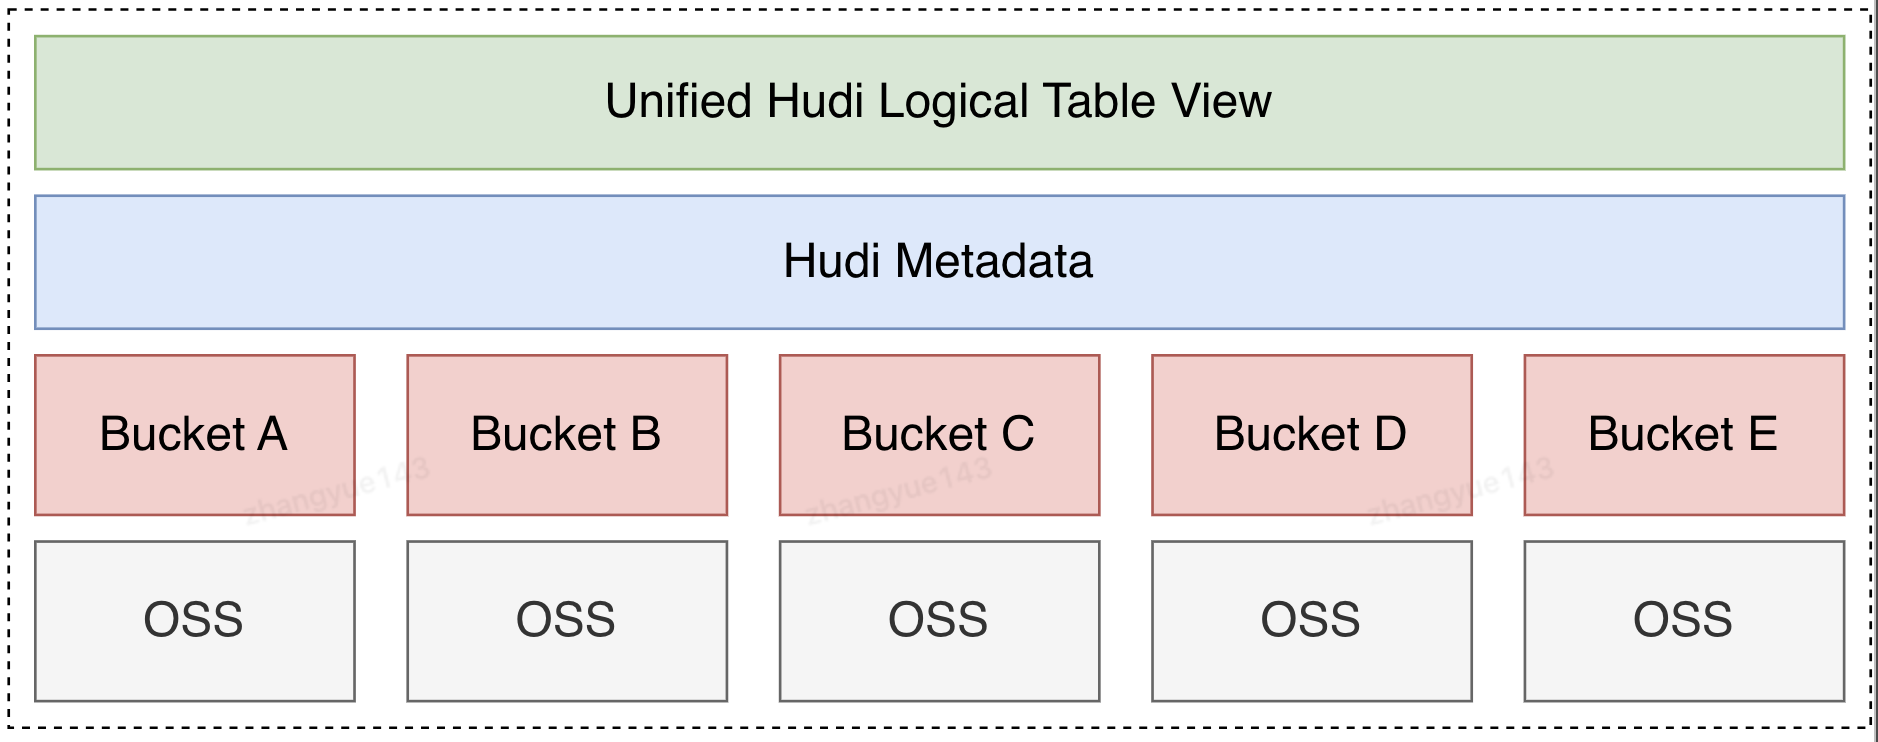 Unified Hudi Logical Table View
Hudi Metadata
Bucket A
Bucket B
Bucket C
Bucket D
Bucket E
zhangyue143
zhangyue143
zhangyue143
OSS
OSS
OSS
OSS
OSS